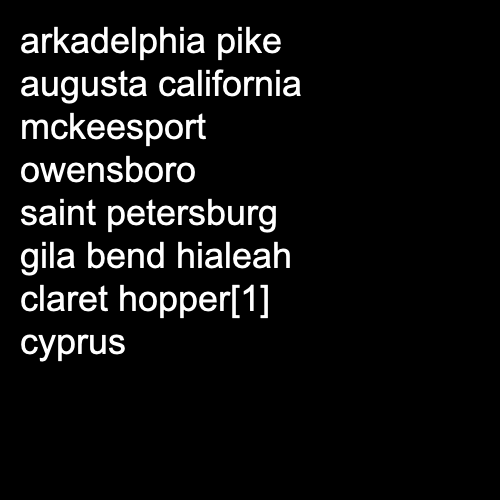 arkadelphia pike
augusta california
mckeesport
owensboro
saint petersburg
gila bend hialeah
claret hopper[1]
cyprus